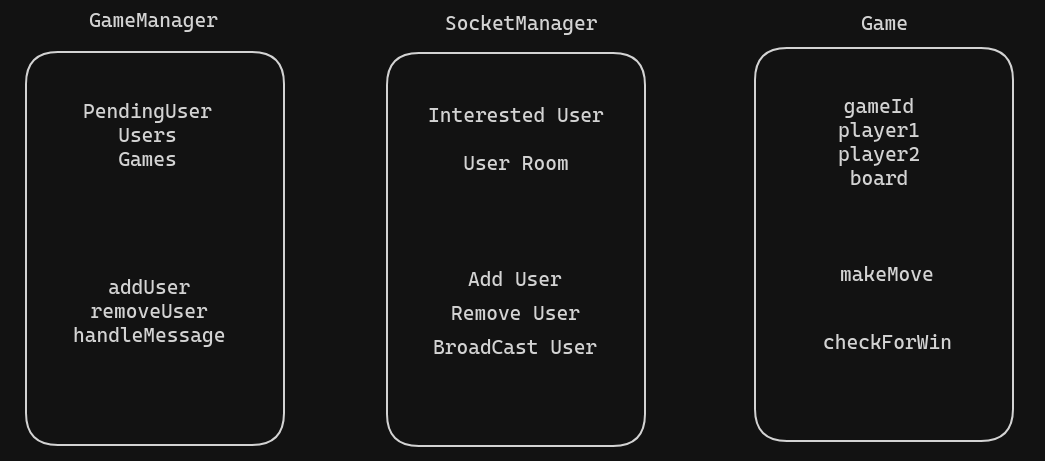 GameManager
PendingUser
Users
Games
addUser
removeUser
handleMessage
SocketManager
Interested User
User Room
Add User
Remove User
BroadCast User
Game
gameId
player1
player2
board
makeMove
checkForWin